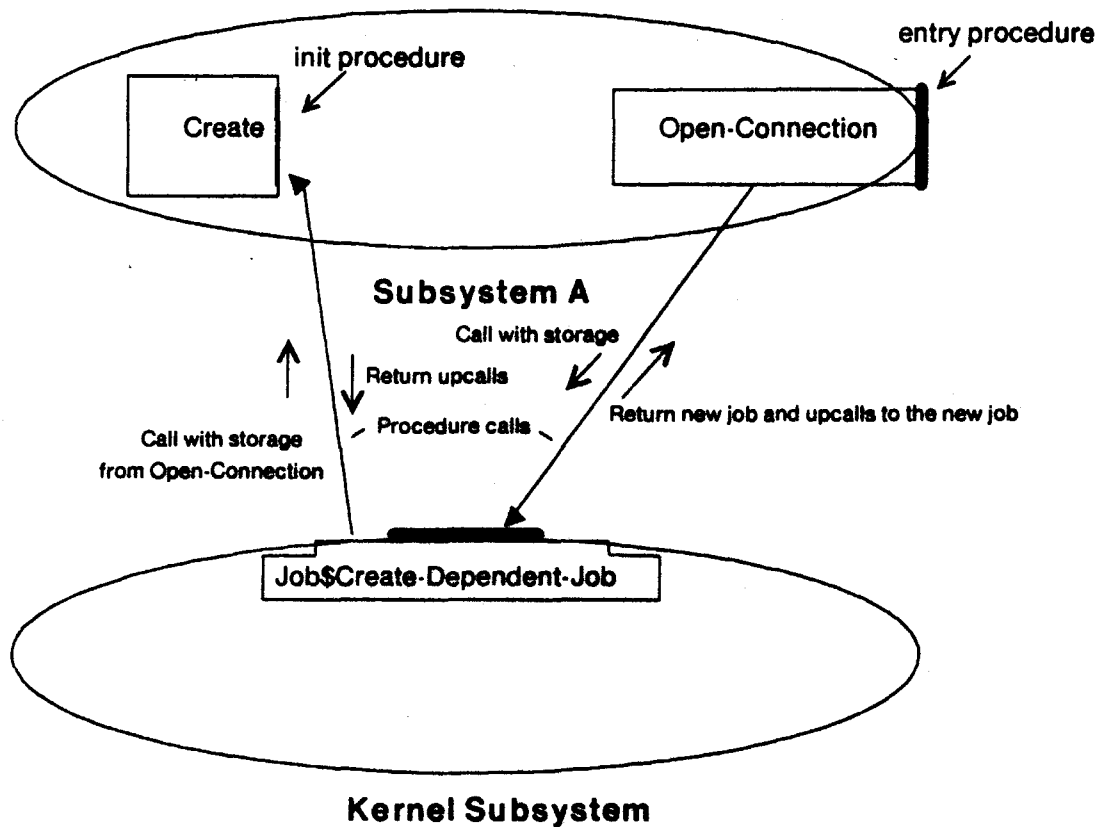 entry procedure
init procedure
Create
Open-Connection
Subsystem A
Call with storage
Return upcalls
Return new job and upcalls to the new job
Procedure calls
Call with storage
from Open-Connection
Job$Create-Dependent-Job
Kernel Subsystem